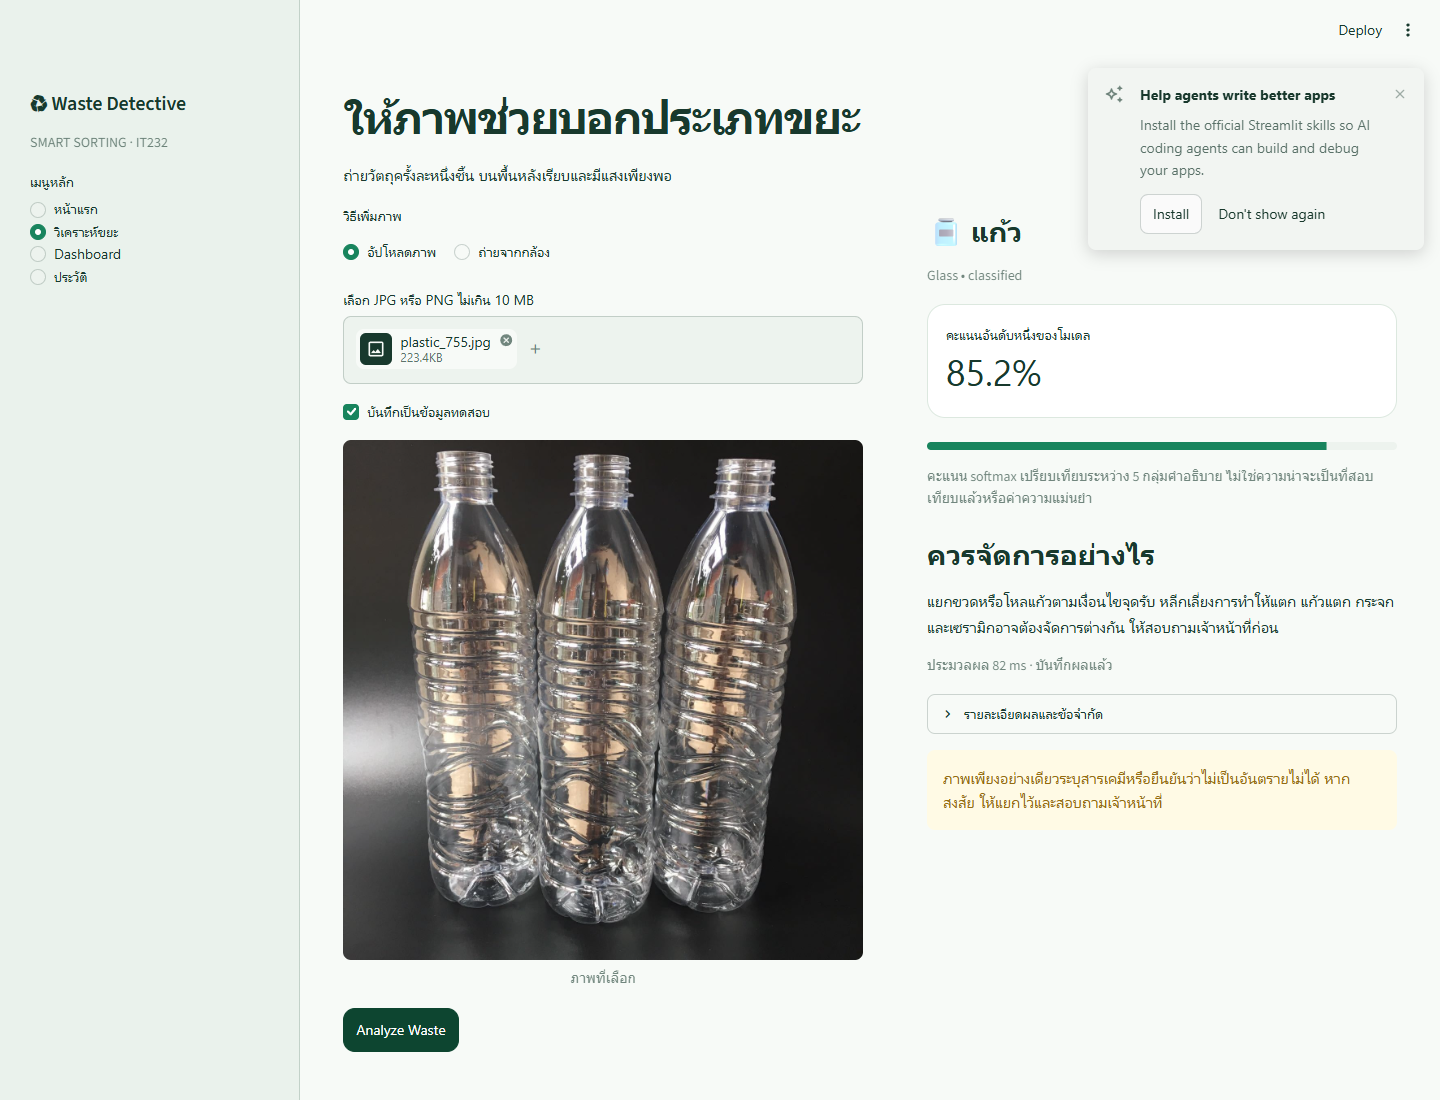 Deploy
♻ Waste Detective
SMART SORTING · IT232
เมนูหลัก
หน้าแรก
วิเคราะห์ขยะ
Dashboard
ประวัติ
ให้ภาพช่วยบอกประเภทขยะ
ถ่ายวัตถุครั้งละหนึ่งชิ้น บนพื้นหลังเรียบและมีแสงเพียงพอ
วิธีเพิ่มภาพ
อัปโหลดภาพ
ถ่ายจากกล้อง
เลือก JPG หรือ PNG ไม่เกิน 10 MB
plastic_755.jpg
223.4KB
บันทึกเป็นข้อมูลทดสอบ
ภาพที่เลือก
Analyze Waste
Help agents write better apps
Install the official Streamlit skills so AI
coding agents can build and debug
your apps.
Install
Don't show again
แก้ว
Glass • classified
คะแนนอันดับหนึ่งของโมเดล
85.2%
คะแนน softmax เปรียบเทียบระหว่าง 5 กลุ่มคำอธิบาย ไม่ใช่ความน่าจะเป็นที่สอบ
เทียบแล้วหรือค่าความแม่นยำ
ควรจัดการอย่างไร
แยกขวดหรือโหลแก้วตามเงื่อนไขจุดรับ หลีกเลี่ยงการทำให้แตก แก้วแตก กระจก
และเซรามิกอาจต้องจัดการต่างกัน ให้สอบถามเจ้าหน้าที่ก่อน
ประมวลผล 82 ms · บันทึกผลแล้ว
รายละเอียดผลและข้อจำกัด
ภาพเพียงอย่างเดียวระบุสารเคมีหรือยืนยันว่าไม่เป็นอันตรายไม่ได้ หาก
สงสัย ให้แยกไว้และสอบถามเจ้าหน้าที่